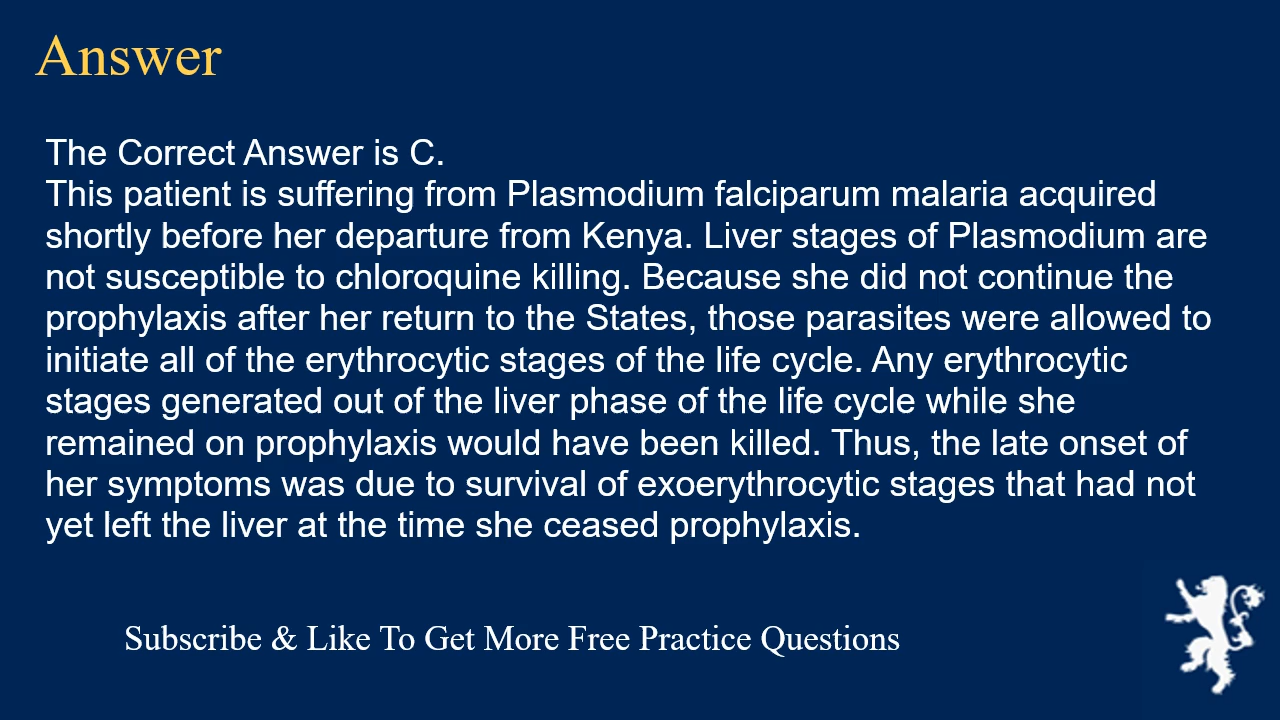 Answer
The Correct Answer is C.
This patient is suffering from Plasmodium falciparum malaria acquired
shortly before her departure from Kenya. Liver stages of Plasmodium are
not susceptible to chloroquine killing. Because she did not continue the
prophylaxis after her return to the States, those parasites were allowed to
initiate all of the erythrocytic stages of the life cycle. Any erythrocytic
stages generated out of the liver phase of the life cycle while she
remained on prophylaxis would have been killed. Thus, the late onset of
her symptoms was due to survival of exoerythrocytic stages that had not
yet left the liver at the time she ceased prophylaxis.
Subscribe & Like To Get More Free Practice Questions